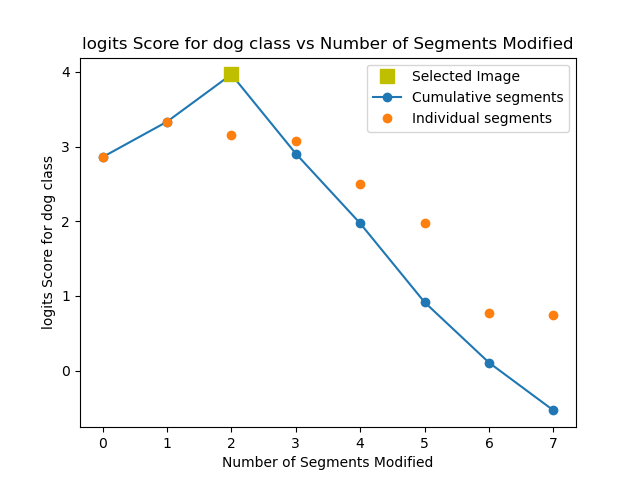 logits Score for dog class vs Number of Segments Modified
Selected Image
Cumulative segments
Individual segments
logits Score for dog class
4
3
2
1
0
0 1 2 3 4 5 6 7
Number of Segments Modified